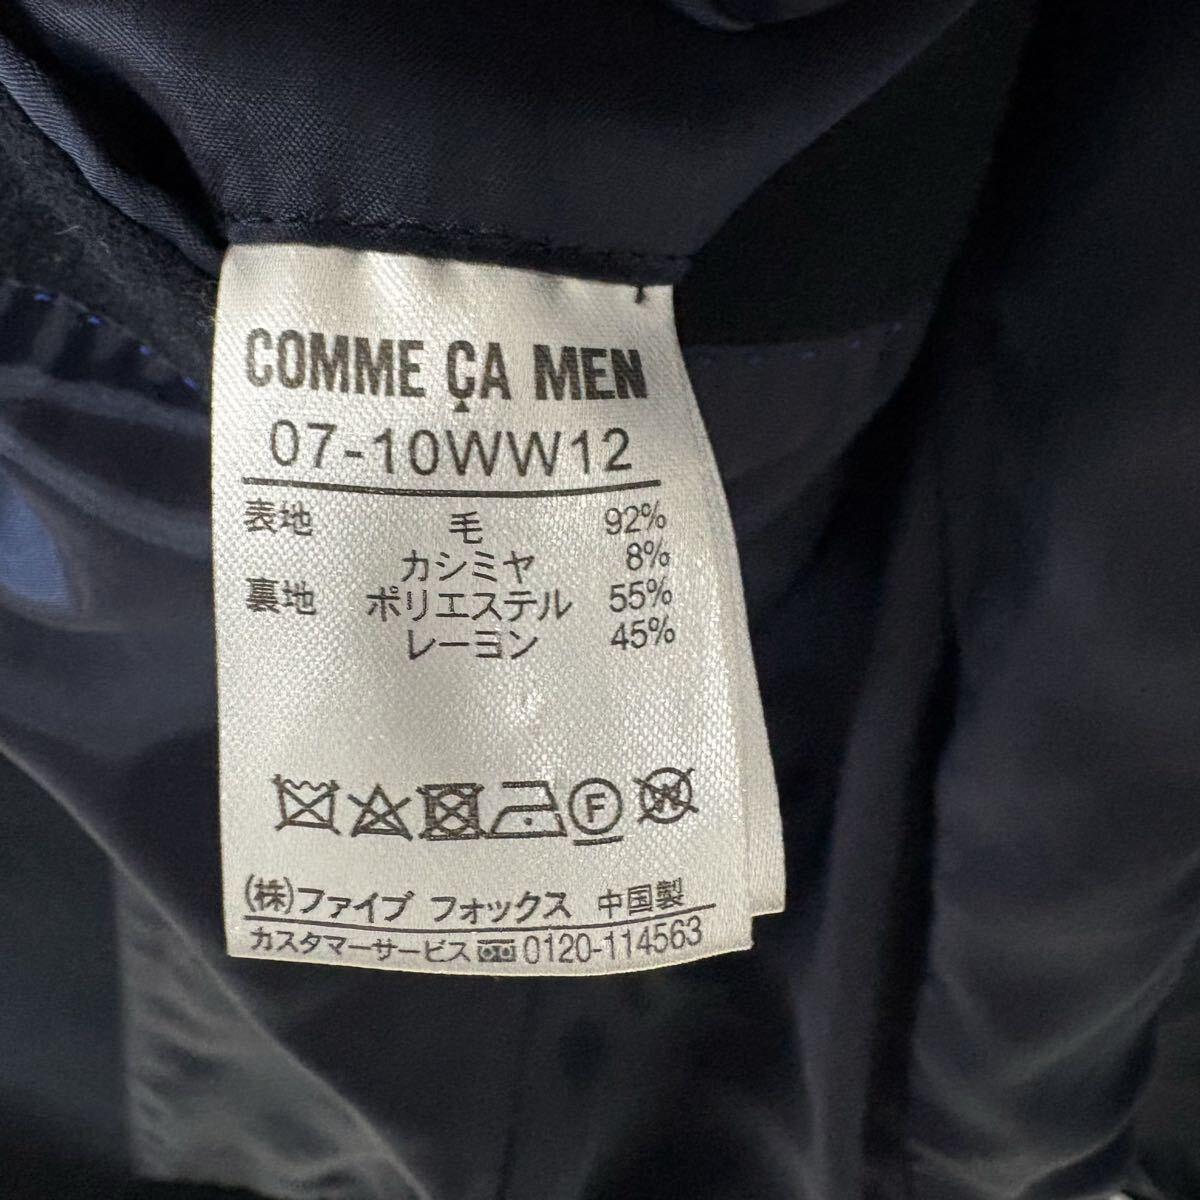 COMME ÇA MEN
07-10WW12
表地 毛 92%
カシミヤ 8%
裏地 ポリエステル 55%
レーヨン 45%
F W
(株)ファイブ フォックス 中国製
カスタマーサービス 0120-114563